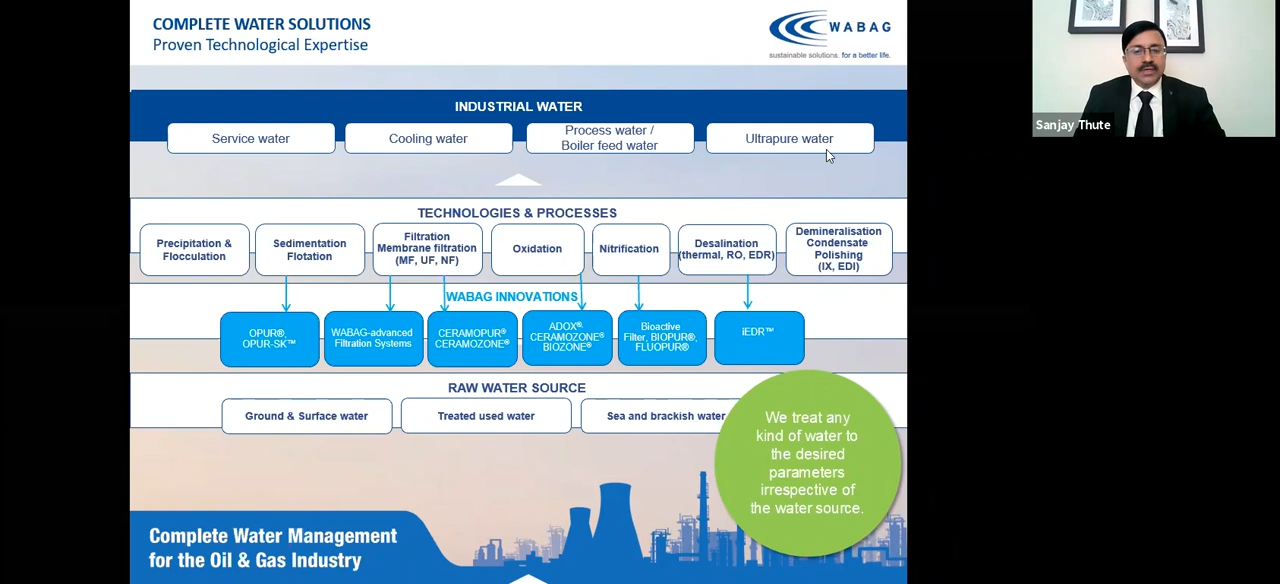 COMPLETE WATER SOLUTIONS
Proven Technological Expertise
WABAG
sustainable solutions. for a better life.
Sanjay Thute
INDUSTRIAL WATER
Service water
Cooling water
Process water /
Boiler feed water
Ultrapure water
TECHNOLOGIES & PROCESSES
Precipitation &
Flocculation
Sedimentation
Flotation
Filtration
Membrane filtration
(MF, UF, NF)
Oxidation
Nitrification
Desalination
(thermal, RO, EDR)
Demineralisation
Condensate
Polishing
(IX, EDI)
WABAG INNOVATIONS
OPUR®,
OPUR-SK™
WABAG-advanced
Filtration Systems
CERAMOPUR®
CERAMOZONE®
ADOX®,
CERAMOZONE®
BIOZONE®
Bioactive
Filter, BIOPUR®,
FLUOPUR®
iEDR™
RAW WATER SOURCE
Ground & Surface water
Treated used water
Sea and brackish water
We treat any
kind of water to
the desired
parameters
irrespective of
the water source.
Complete Water Management
for the Oil & Gas Industry